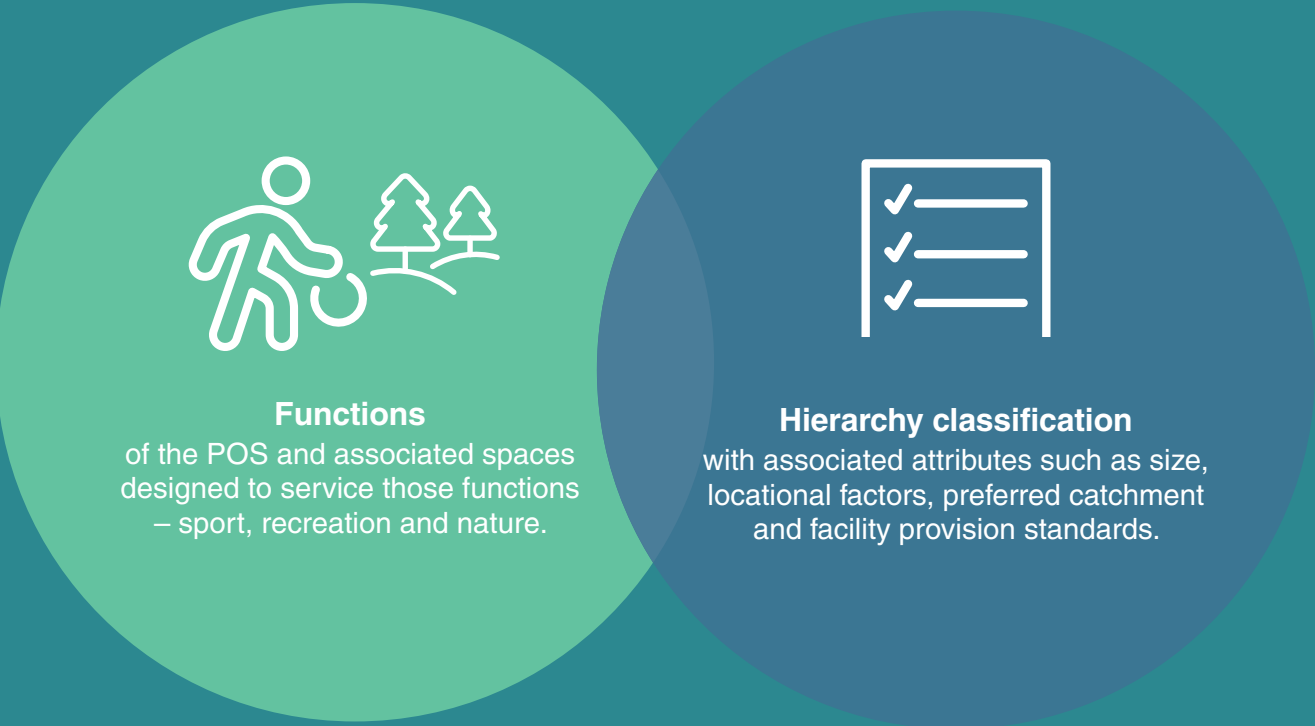 Functions
of the POS and associated spaces
designed to service those functions
– sport, recreation and nature.
Hierarchy classification
with associated attributes such as size,
locational factors, preferred catchment
and facility provision standards.